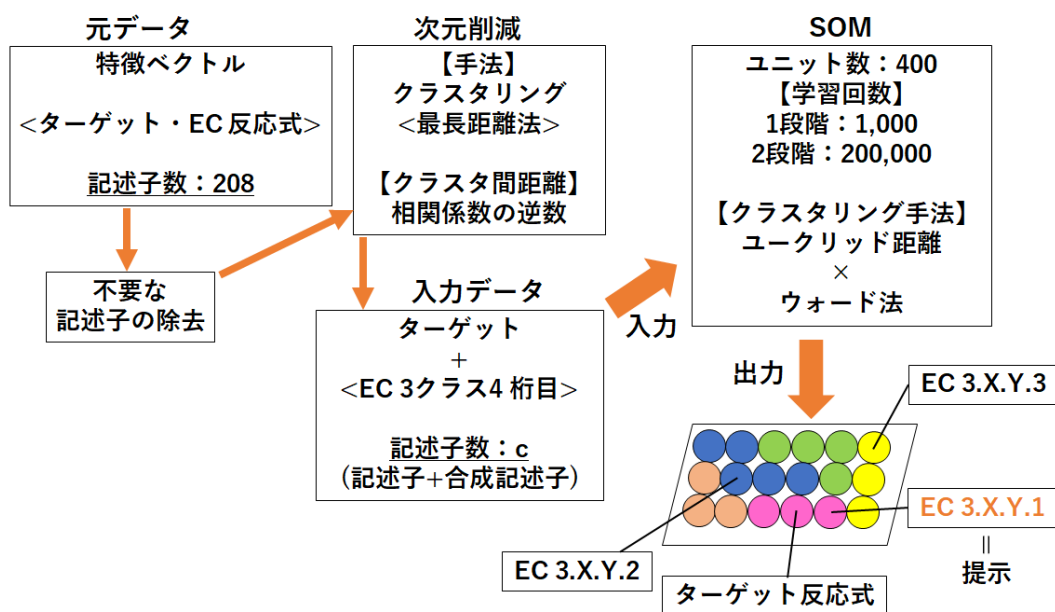 元データ
特徴ベクトル
<ターゲット・EC 反応式>
記述子数：208
不要な
記述子の除去
次元削減
【手法】
クラスタリング
<最長距離法>
【クラスタ間距離】
相関係数の逆数
入力データ
ターゲット
+
<EC 3クラス4 桁目>
記述子数：c
（記述子+合成記述子）
入力
SOM
ユニット数：400
【学習回数】
1段階：1,000
2段階：200,000
【クラスタリング手法】
ユークリッド距離
×
ウォード法
出力
EC 3.X.Y.3
EC 3.X.Y.1
＝
提示
EC 3.X.Y.2
ターゲット反応式